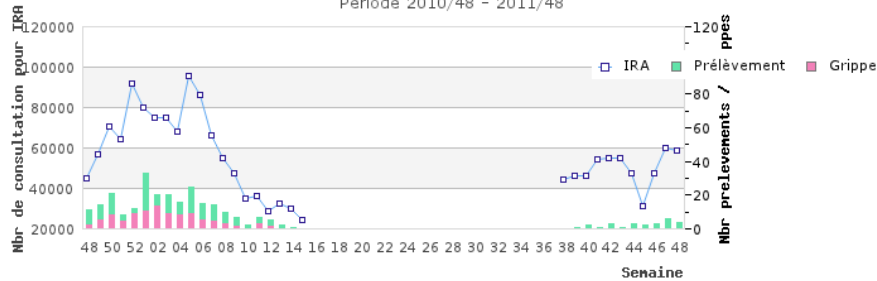 Période 2010/48 - 2011/48
Nbr de consultation pour IRA
120000
100000
80000
60000
40000
20000
120
80
60
40
20
0
Nbr prelevements / ppes
IRA Prélèvement Grippe
48 50 52 02 04 06 08 10 12 14 16 18 20 22 24 26 28 30 32 34 36 38 40 42 44 46 48
Semaine